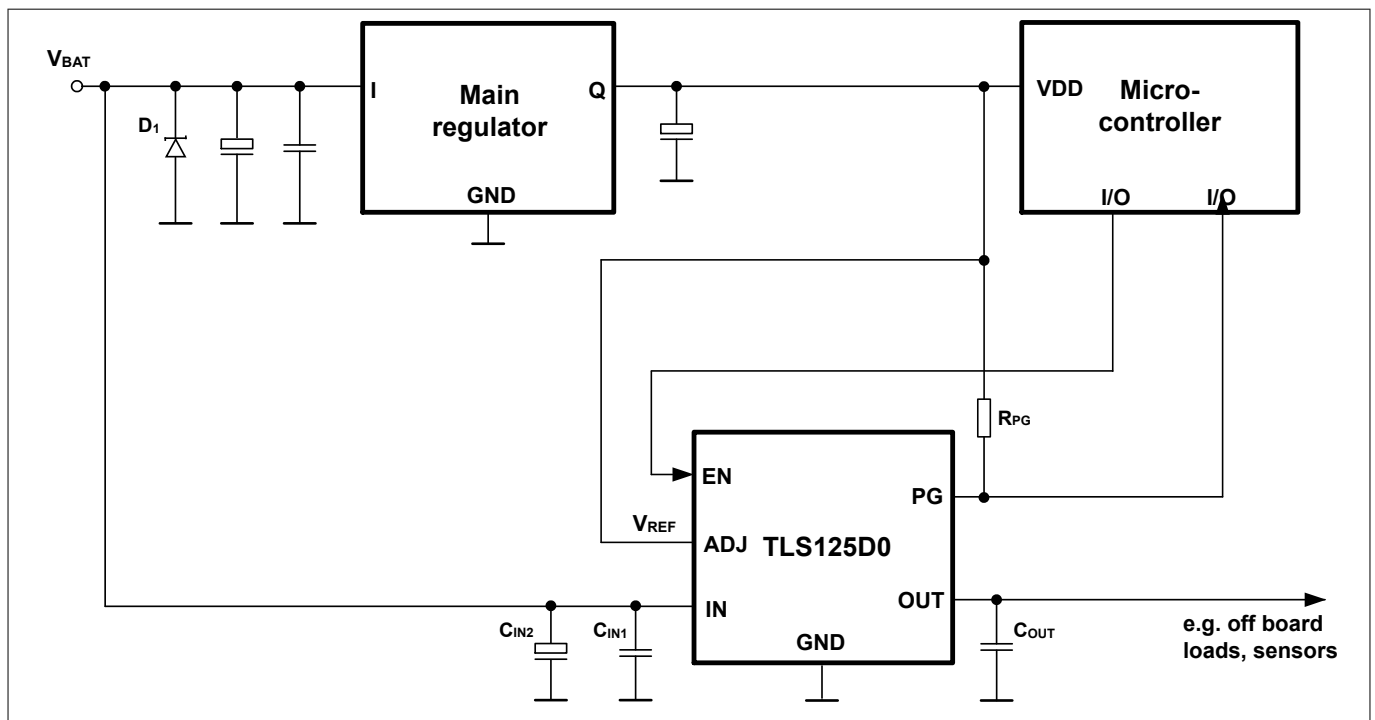 VBAT
D1
I
Main
regulator
Q
GND
VDD
Micro-
controller
I/O
I/O
RPG
EN
PG
VREF
ADJ
TLS125D0
IN
OUT
GND
CIN2
CIN1
COUT
e.g. off board
loads, sensors